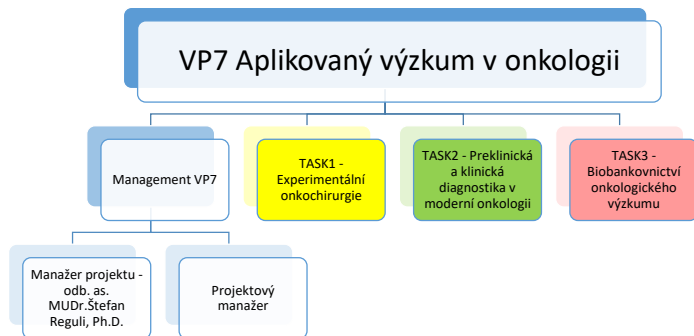 VP7 Aplikovaný výzkum v onkologii
Management VP7
TASK1 -
Experimentální
onkochirurgie
TASK2 - Preklinická
a klinická
diagnostika v
moderní onkologii
TASK3 -
Biobankovnictví
onkologického
výzkumu
Manažer projektu -
odb. as.
MUDr.Štefan
Reguli, Ph.D.
Projektový
manažer